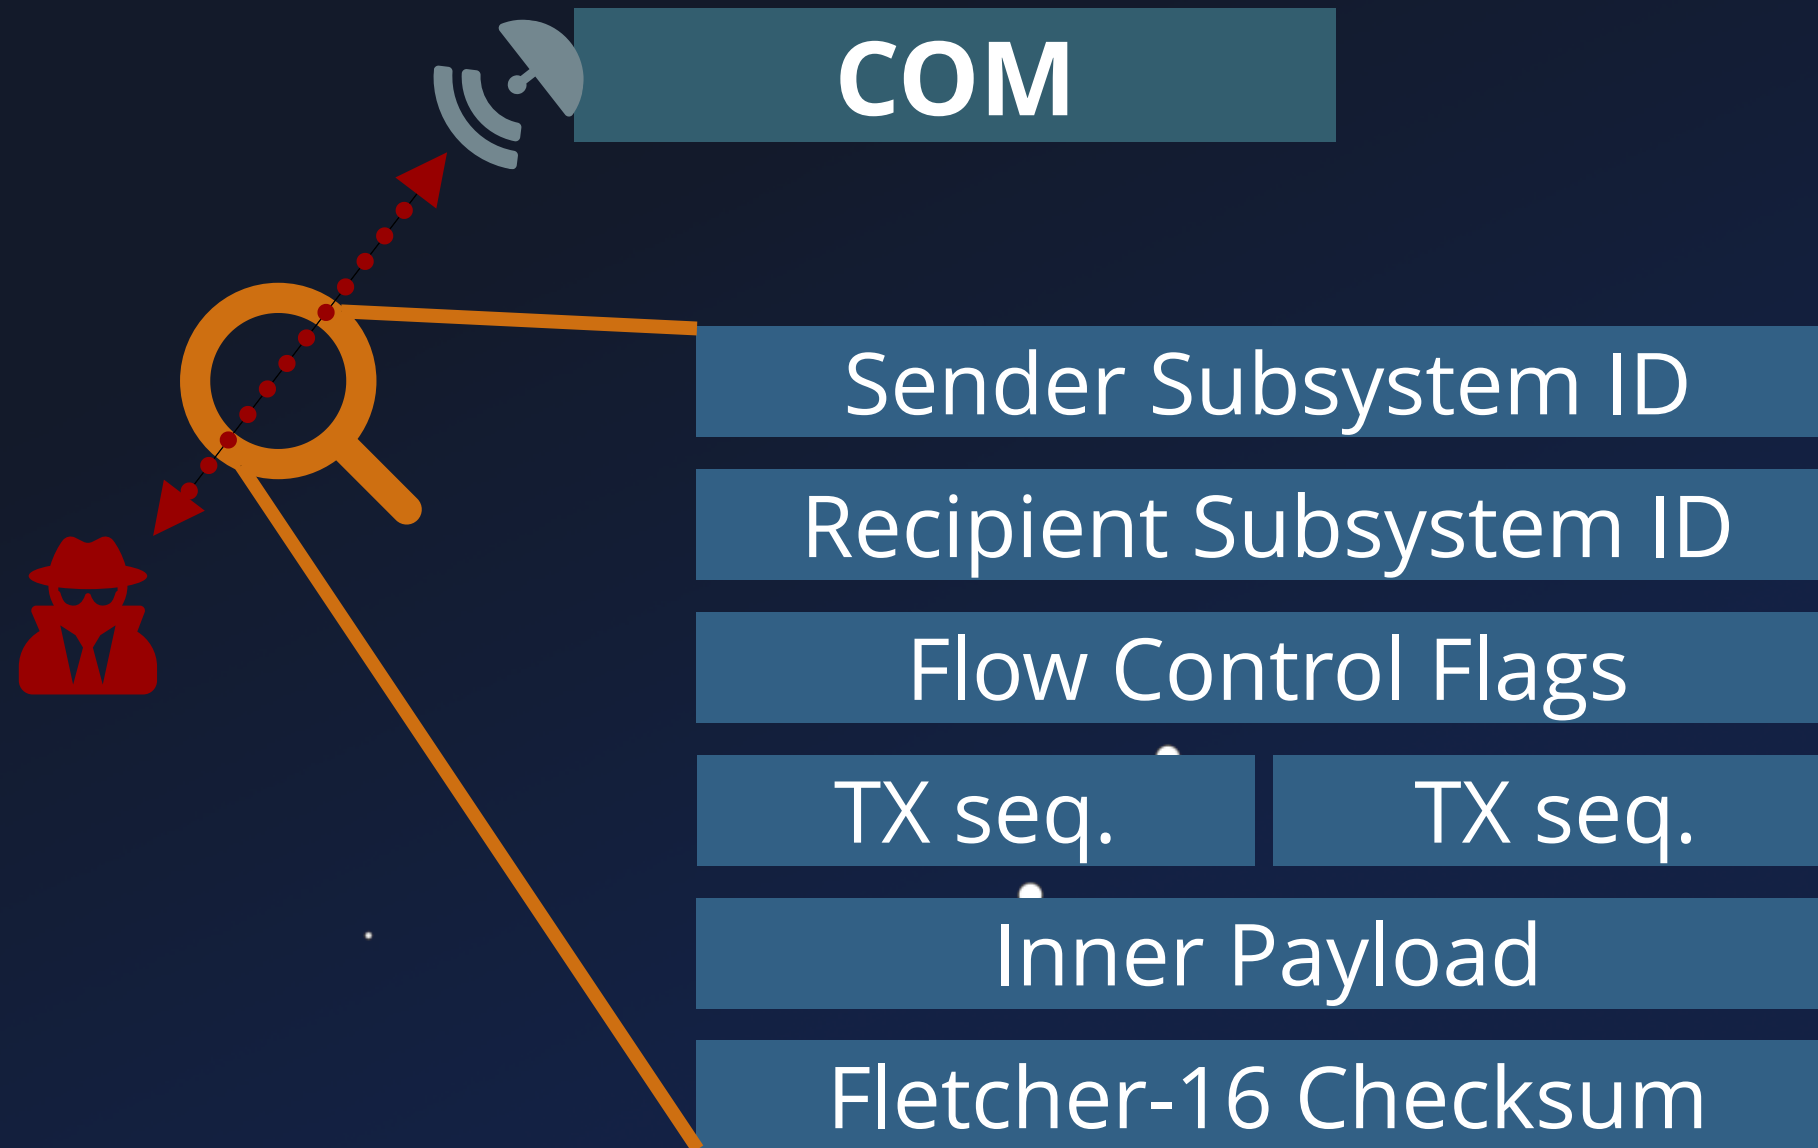 COM
Sender Subsystem ID
Recipient Subsystem ID
Flow Control Flags
TX seq. TX seq.
Inner Payload
Fletcher-16 Checksum